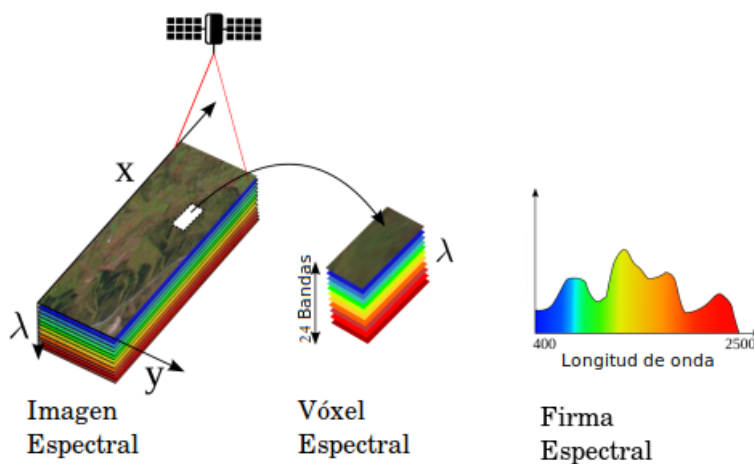 x
λ
y
Imagen
Espectral
24 Bandas
λ
Vóxel
Espectral
400
2500
Longitud de onda
Firma
Espectral